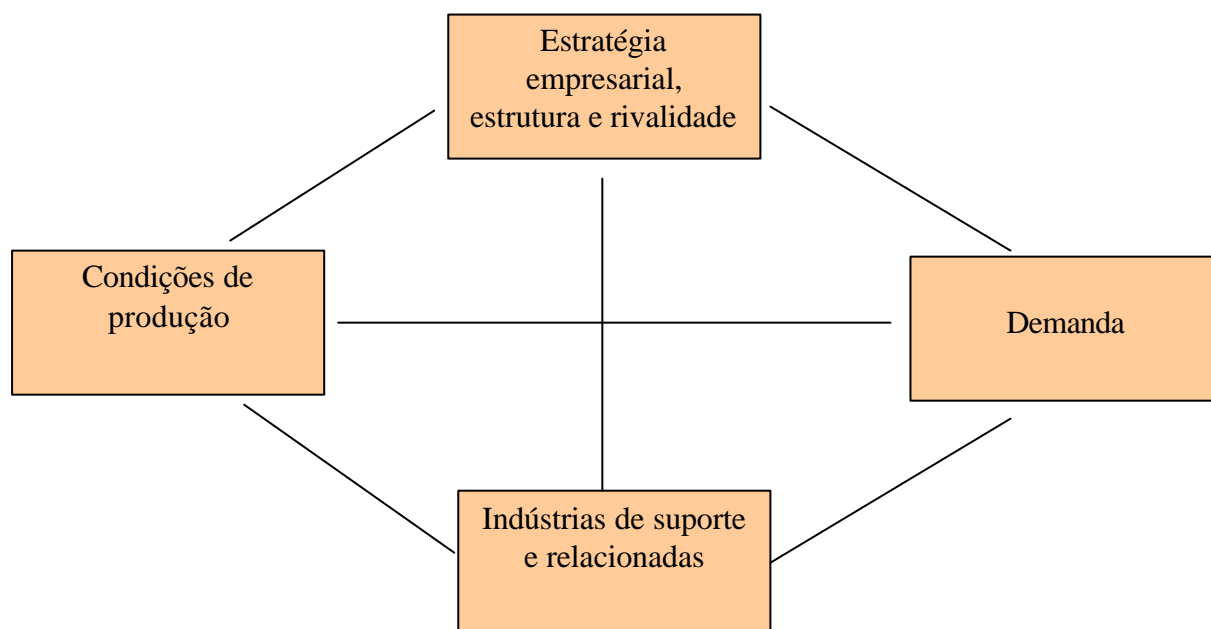 Estratégia
empresarial,
estrutura e rivalidade
Condições de
produção
Demanda
Indústrias de suporte
e relacionadas